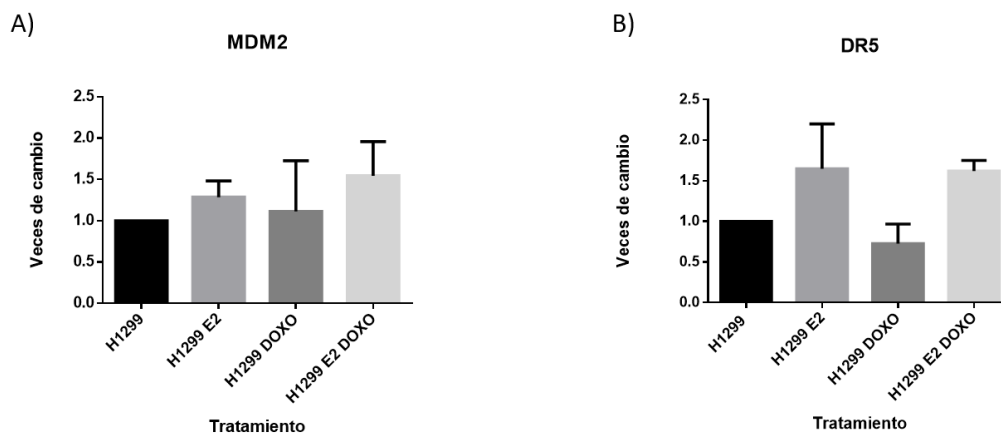 A)
MDM2
Veces de cambio
2.5
2.0
1.5
1.0
0.5
0.0
H1299
H1299 E2
H1299 DOXO
H1299 E2 DOXO
Tratamiento
B)
DR5
Veces de cambio
2.5
2.0
1.5
1.0
0.5
0.0
H1299
H1299 E2
H1299 DOXO
H1299 E2 DOXO
Tratamiento